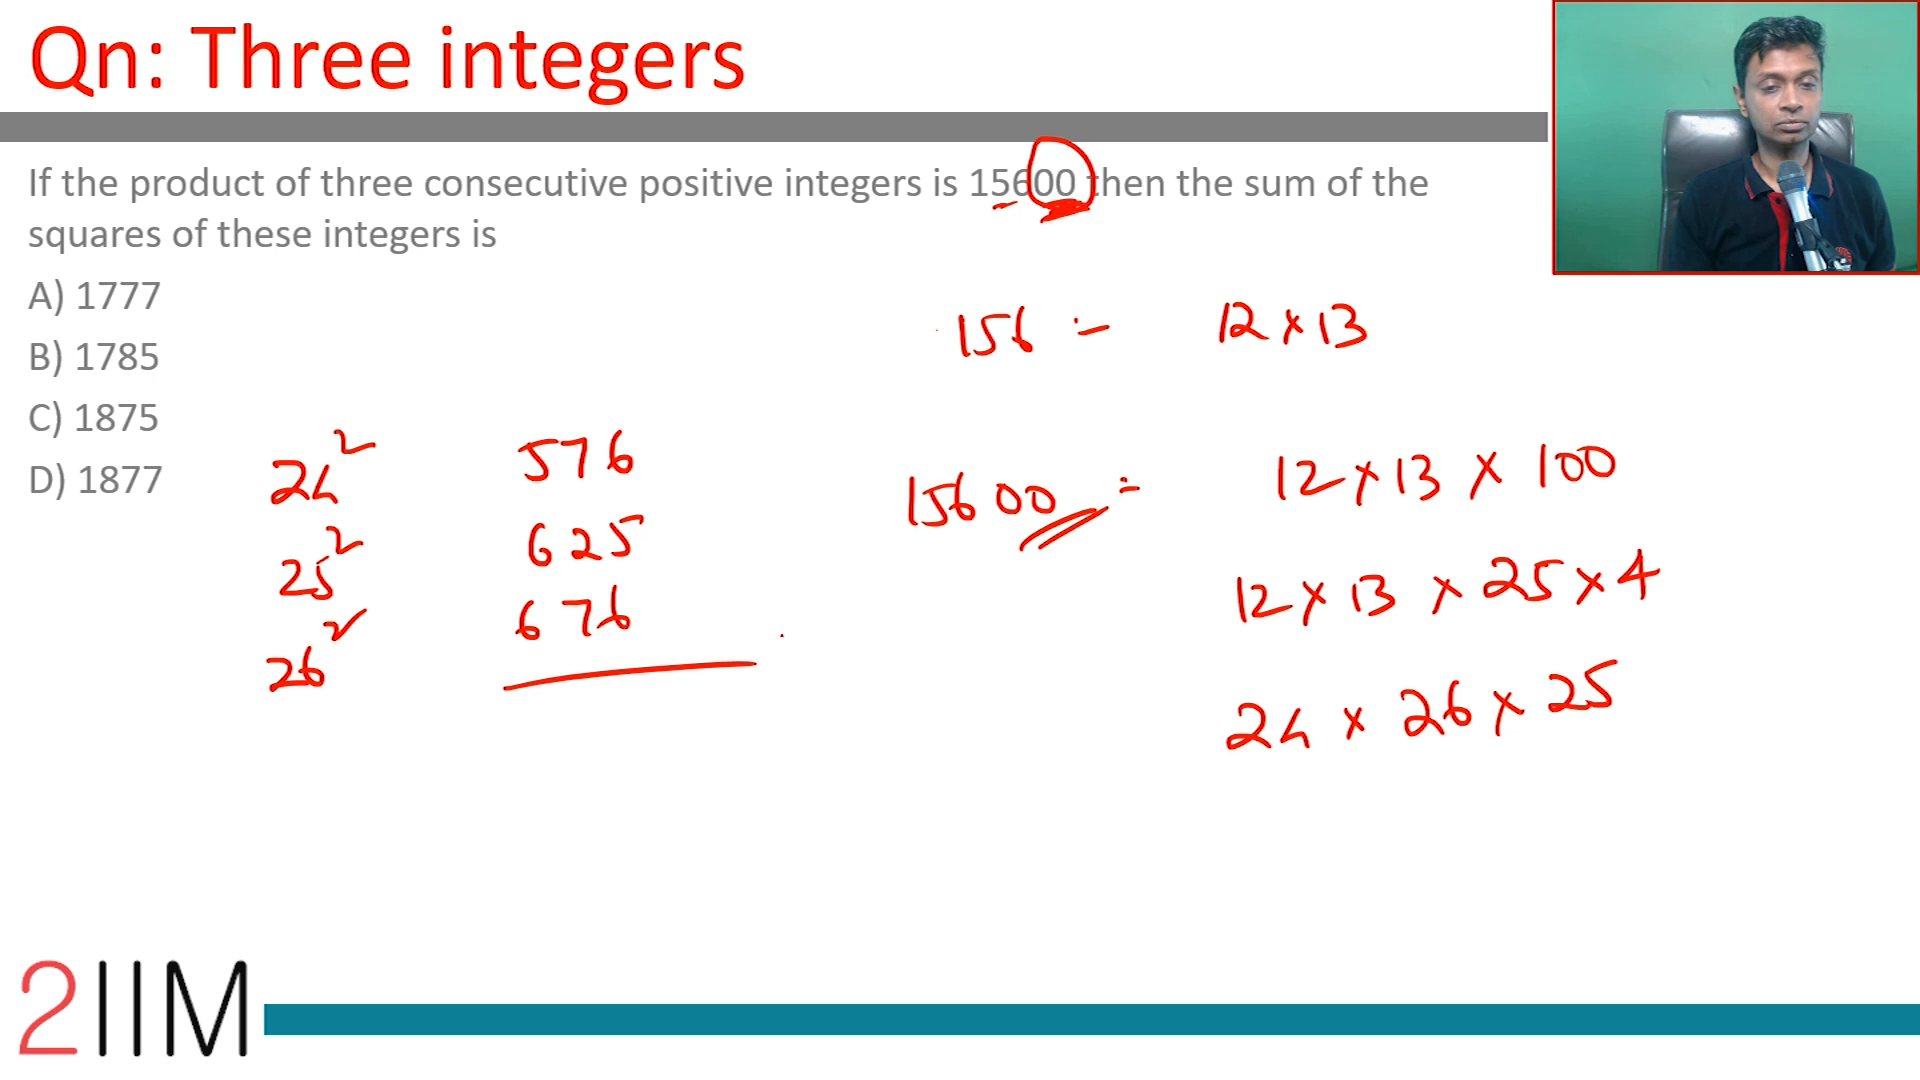 Qn: Three integers
If the product of three consecutive positive integers is 15600 then the sum of the
squares of these integers is
A) 1777
B) 1785
C) 1875
D) 1877
156 = 12 x 13
15600 = 12 x 13 x 100
12 x 13 x 25 x 4
24 x 26 x 25
24² 576
25² 625
26² 676
2IIM